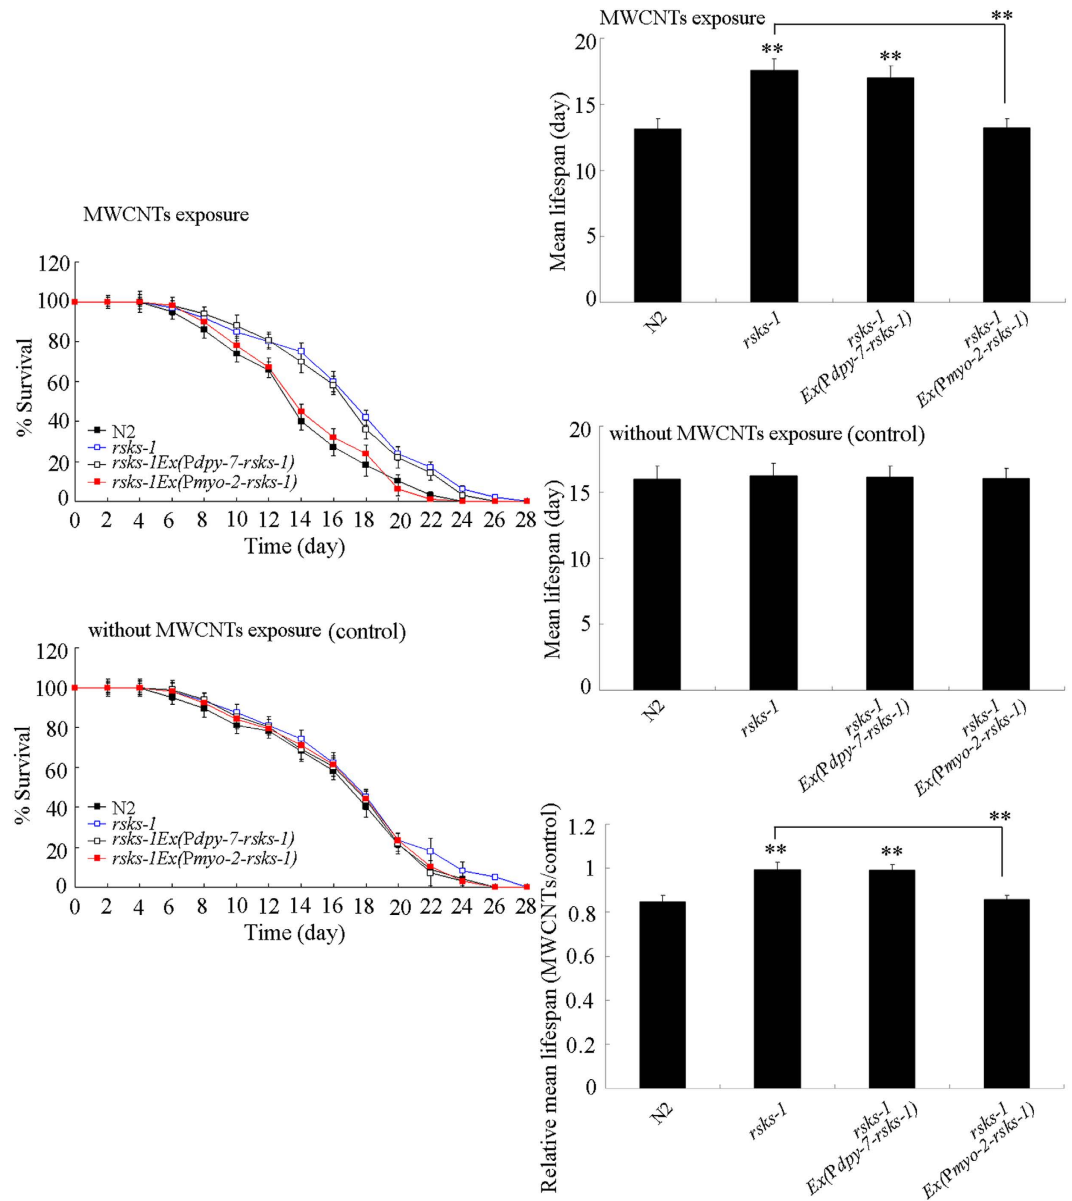 MWCNTs exposure
120
100
80
60
40
20
0
% Survival
N2
rsks-1
rsks-1Ex(Pdpy-7-rsks-1)
rsks-1Ex(Pmyo-2-rsks-1)
0 2 4 6 8 10 12 14 16 18 20 22 24 26 28
Time (day)
without MWCNTs exposure (control)
120
100
80
60
40
20
0
% Survival
N2
rsks-1
rsks-1Ex(Pdpy-7-rsks-1)
rsks-1Ex(Pmyo-2-rsks-1)
0 2 4 6 8 10 12 14 16 18 20 22 24 26 28
Time (day)
MWCNTs exposure
**
** **
20
15
10
5
0
Mean lifespan (day)
N2
rsks-1
rsks-1
Ex(Pdpy-7-rsks-1)
rsks-1
Ex(Pmyo-2-rsks-1)
without MWCNTs exposure (control)
20
15
10
5
0
Mean lifespan (day)
N2
rsks-1
rsks-1
Ex(Pdpy-7-rsks-1)
rsks-1
Ex(Pmyo-2-rsks-1)
**
** **
1.2
1
0.8
0.6
0.4
0.2
0
Relative mean lifespan (MWCNTs/control)
N2
rsks-1
rsks-1
Ex(Pdpy-7-rsks-1)
rsks-1
Ex(Pmyo-2-rsks-1)